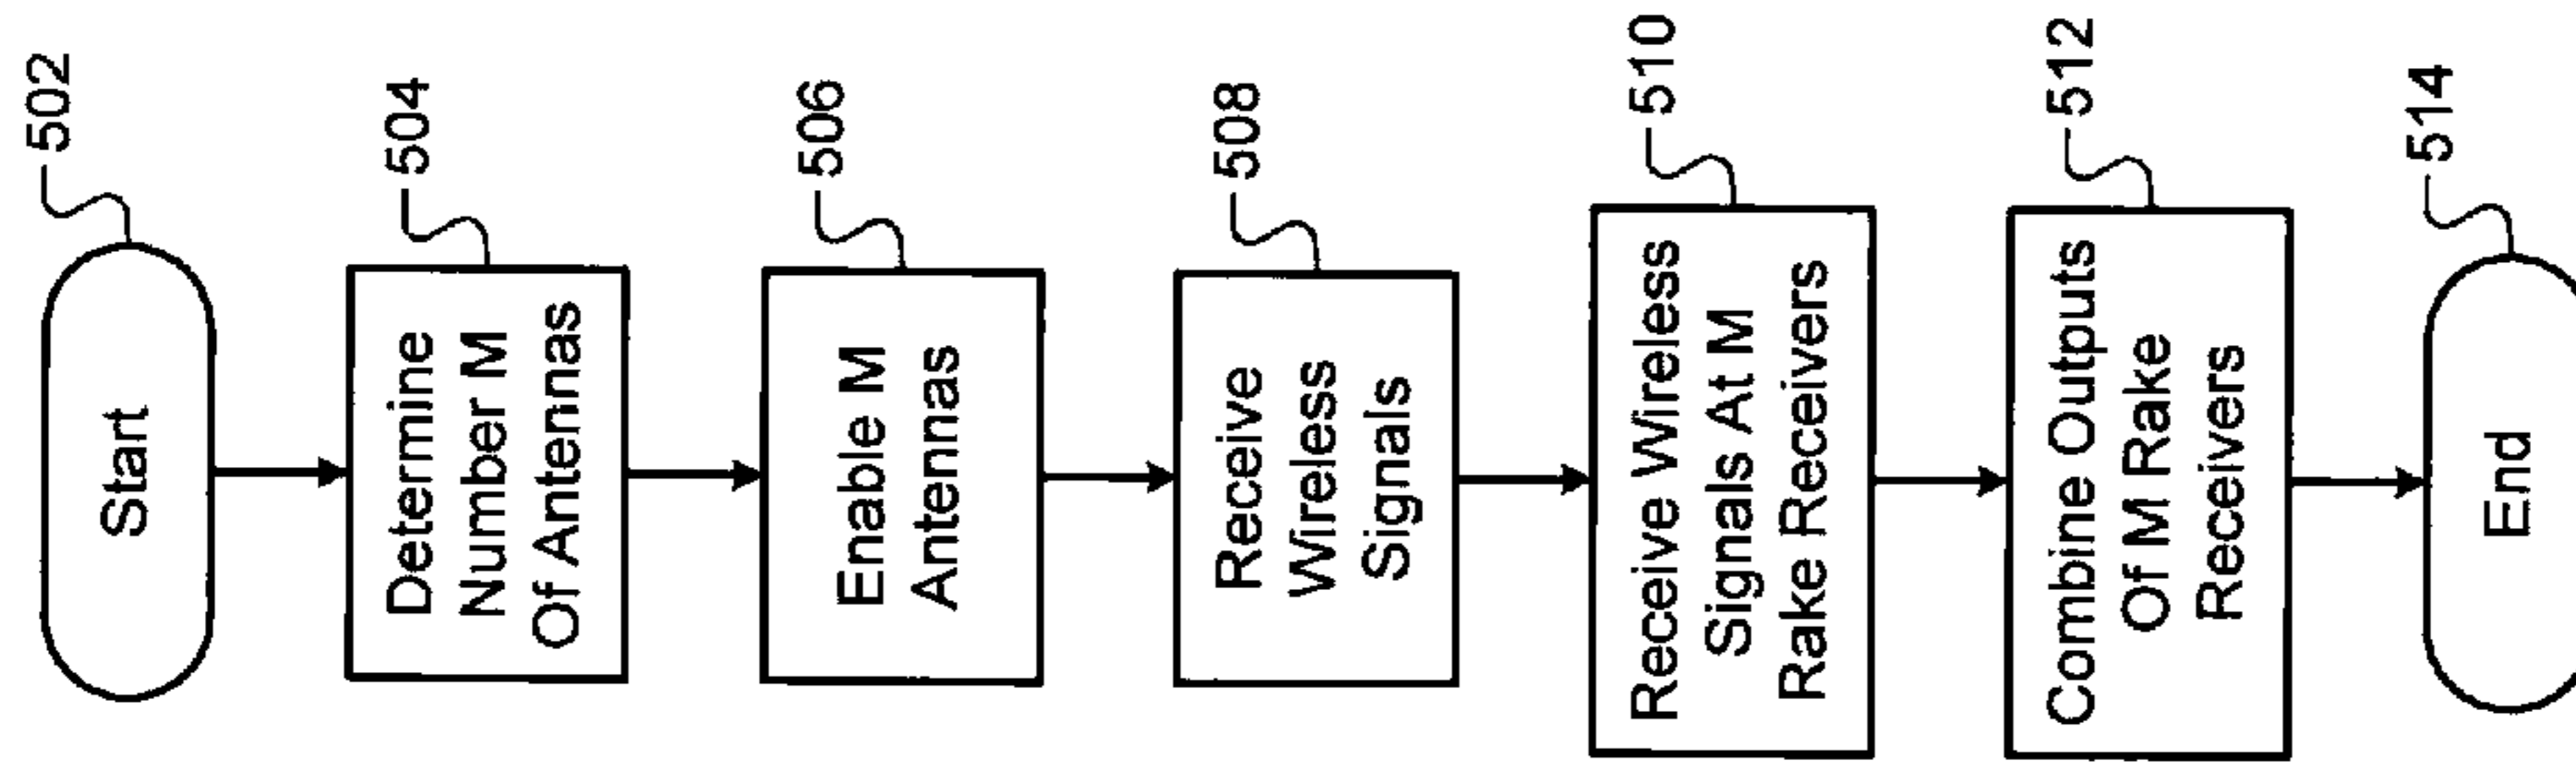 Start
502
Determine
Number M
Of Antennas
504
Enable M
Antennas
506
Receive
Wireless
Signals
508
Receive Wireless
Signals At M
Rake Receivers
510
Combine Outputs
Of M Rake
Receivers
512
End
514